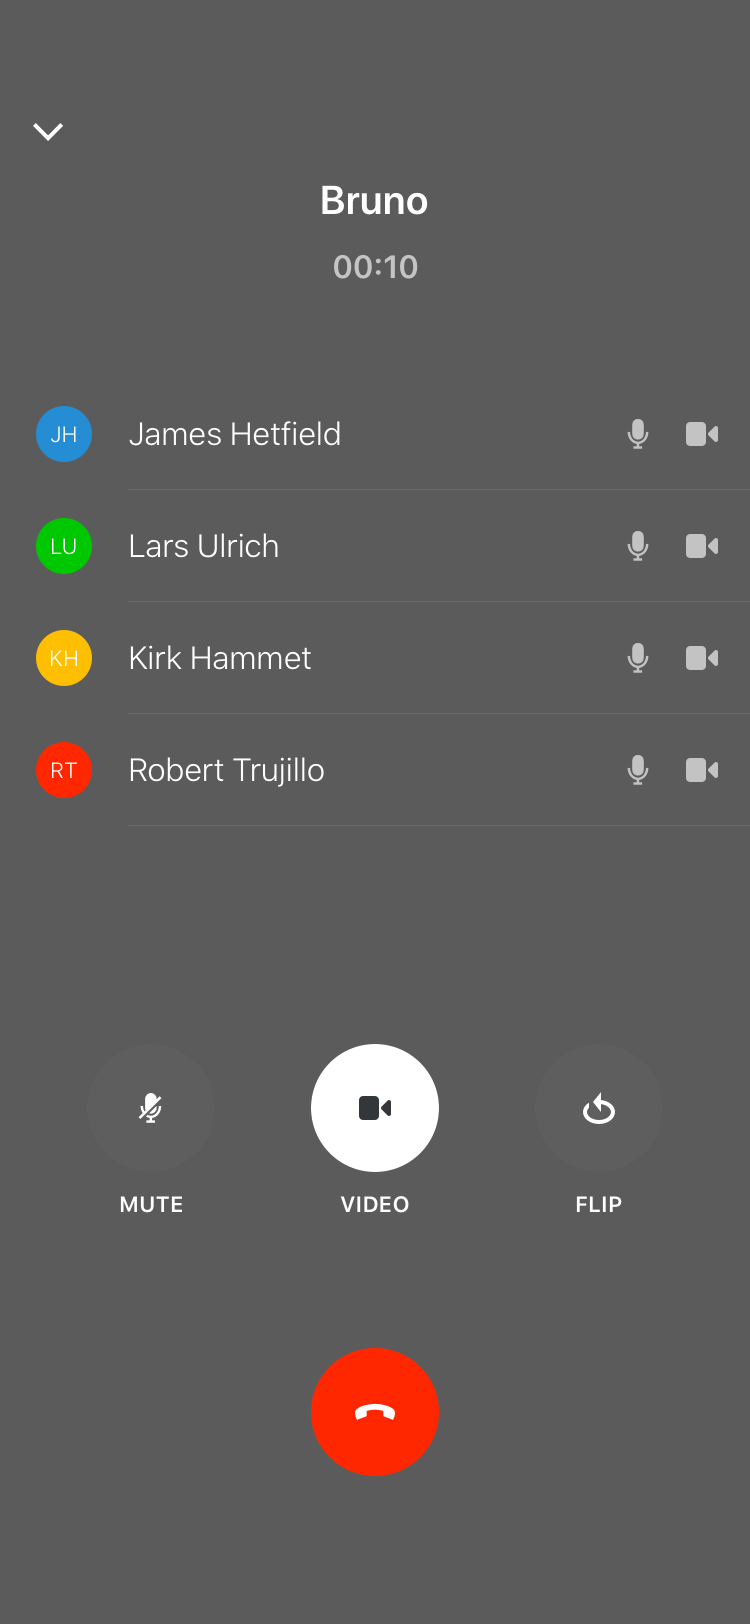 Bruno
00:10
JH James Hetfield
LU Lars Ulrich
KH Kirk Hammet
RT Robert Trujillo
MUTE VIDEO FLIP